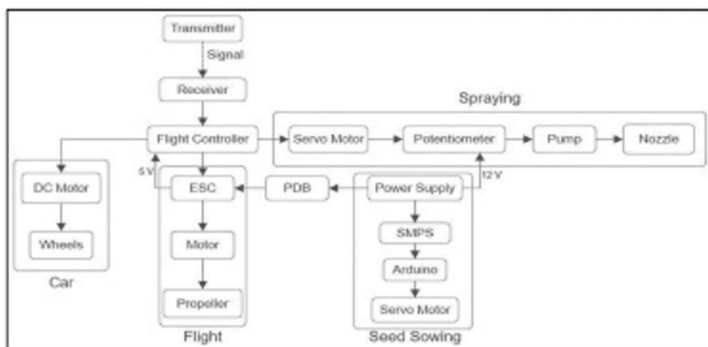 Transmitter
Signal
Receiver
Spraying
Flight Controller
Servo Motor
Potentiometer
Pump
Nozzle
5 V
12 V
DC Motor
ESC
PDB
Power Supply
Wheels
Motor
SMPS
Arduino
Car
Propeller
Servo Motor
Flight
Seed Sowing